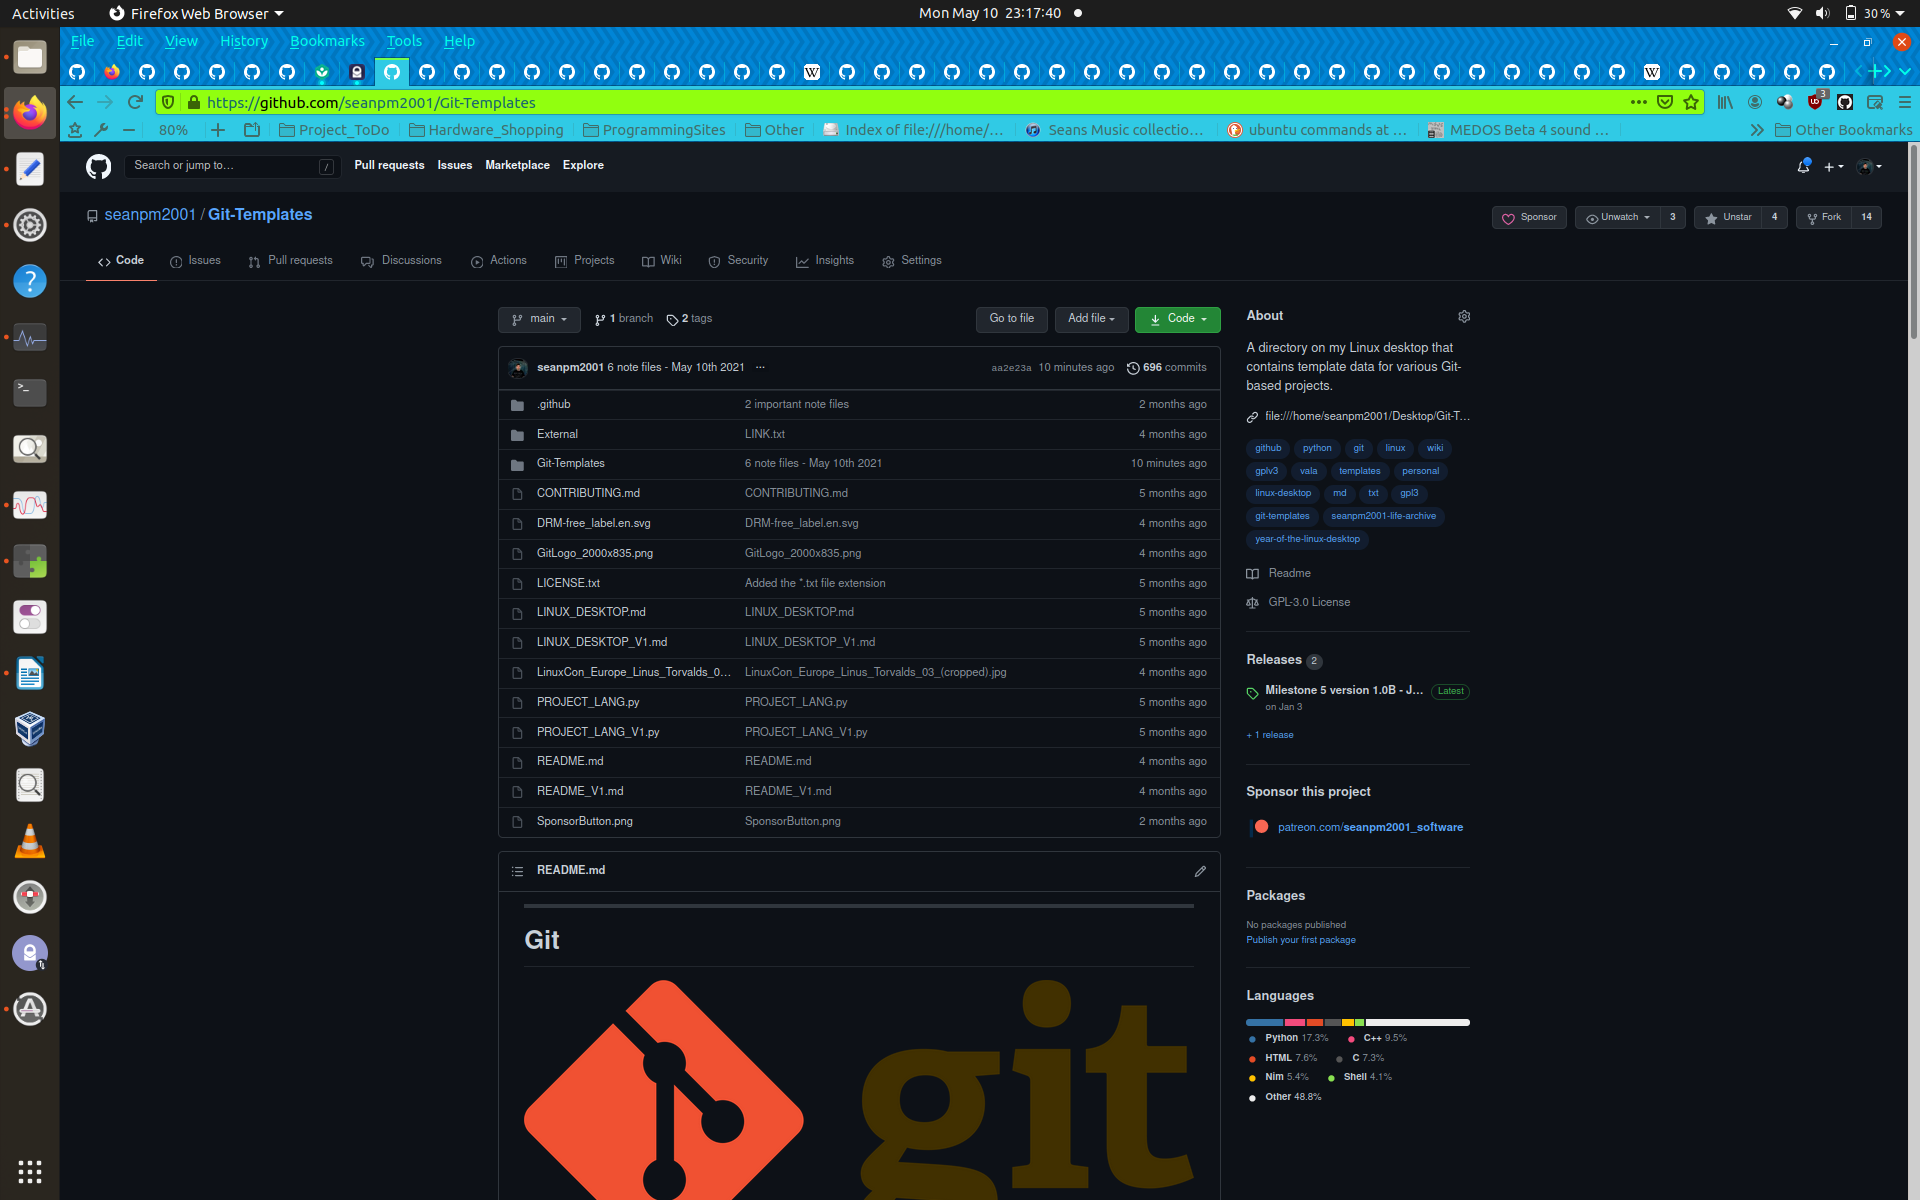 Activities Firefox Web Browser Mon May 10 23:17:40 30 %
File Edit View History Bookmarks Tools Help
https://github.com/seanpm2001/Git-Templates 3
80% Project_ToDo Hardware_Shopping ProgrammingSites Other Index of file:///home/… Seans Music collectio… ubuntu commands at … MEDOS Beta 4 sound … Other Bookmarks
Search or jump to… / Pull requests Issues Marketplace Explore
seanpm2001 / Git-Templates Sponsor Unwatch 3 Unstar 4 Fork 14
Code Issues Pull requests Discussions Actions Projects Wiki Security Insights Settings
main 1 branch 2 tags Go to file Add file Code
seanpm2001 6 note files - May 10th 2021 ... aa2e23a 10 minutes ago 696 commits
.github 2 important note files 2 months ago
External LINK.txt 4 months ago
Git-Templates 6 note files - May 10th 2021 10 minutes ago
CONTRIBUTING.md CONTRIBUTING.md 5 months ago
DRM-free_label.en.svg DRM-free_label.en.svg 4 months ago
GitLogo_2000x835.png GitLogo_2000x835.png 4 months ago
LICENSE.txt Added the *.txt file extension 5 months ago
LINUX_DESKTOP.md LINUX_DESKTOP.md 5 months ago
LINUX_DESKTOP_V1.md LINUX_DESKTOP_V1.md 5 months ago
LinuxCon_Europe_Linus_Torvalds_0… LinuxCon_Europe_Linus_Torvalds_03_(cropped).jpg 4 months ago
PROJECT_LANG.py PROJECT_LANG.py 5 months ago
PROJECT_LANG_V1.py PROJECT_LANG_V1.py 5 months ago
README.md README.md 4 months ago
README_V1.md README_V1.md 4 months ago
SponsorButton.png SponsorButton.png 2 months ago
README.md
Git
git
About
A directory on my Linux desktop that
contains template data for various Git-
based projects.
file:///home/seanpm2001/Desktop/Git-T…
github python git linux wiki
gplv3 vala templates personal
linux-desktop md txt gpl3
git-templates seanpm2001-life-archive
year-of-the-linux-desktop
Readme
GPL-3.0 License
Releases 2
Milestone 5 version 1.0B - J… Latest
on Jan 3
+ 1 release
Sponsor this project
patreon.com/seanpm2001_software
Packages
No packages published
Publish your first package
Languages
Python 17.3% C++ 9.5%
HTML 7.6% C 7.3%
Nim 5.4% Shell 4.1%
Other 48.8%